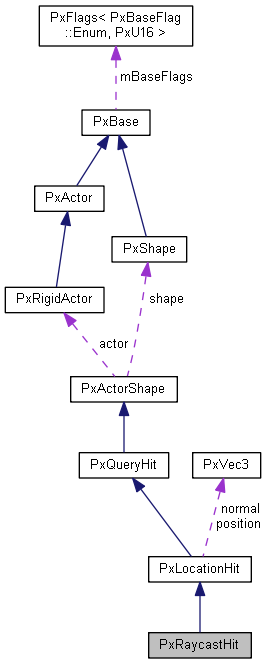 PxFlags< PxBaseFlag
::Enum, PxU16 >
mBaseFlags
PxBase
PxActor
PxShape
PxRigidActor
shape
actor
PxActorShape
PxQueryHit
PxVec3
normal
position
PxLocationHit
PxRaycastHit